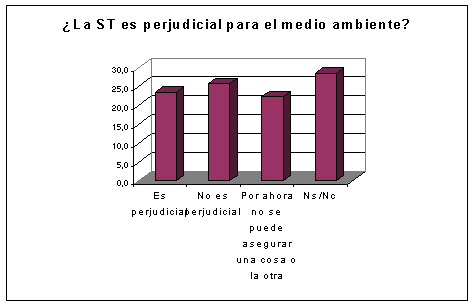 ¿La ST es perjudicial para el medio ambiente?
30,0
25,0
20,0
15,0
10,0
5,0
0,0
Es
perjudicial
No es
perjudicial
Por ahora
no se
puede
asegurar
una cosa o
la otra
Ns/Nc